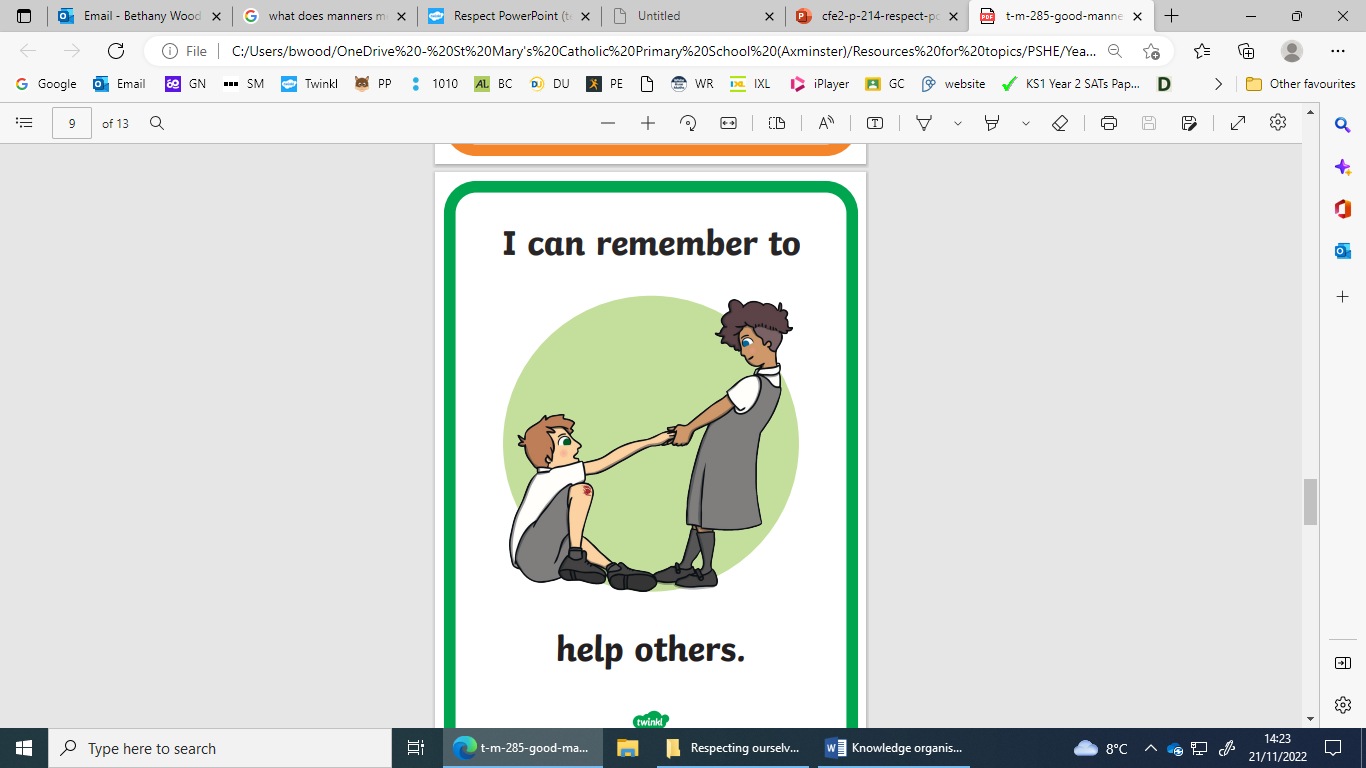 Email - Bethany Wood
what does manners m
Respect PowerPoint (t
Untitled
cfe2-p-214-respect-p
t-m-285-good-manne
File
C:/Users/bwood/OneDrive%20-%20St%20Mary's%20Catholic%20Primary%20School%20(Axminster)/Resources%20for%20topics/PSHE/Yea...
Google Email GN SM Twinkl PP 1010 BC DU PE WR IXL iPlayer GC website KS1 Year 2 SATs Pap... D Other favourites
9 of 13
I can remember to
help others.
twinkl
Type here to search
t-m-285-good-ma...
Respecting ourselv...
Knowledge organis...
8°C
14:23
21/11/2022